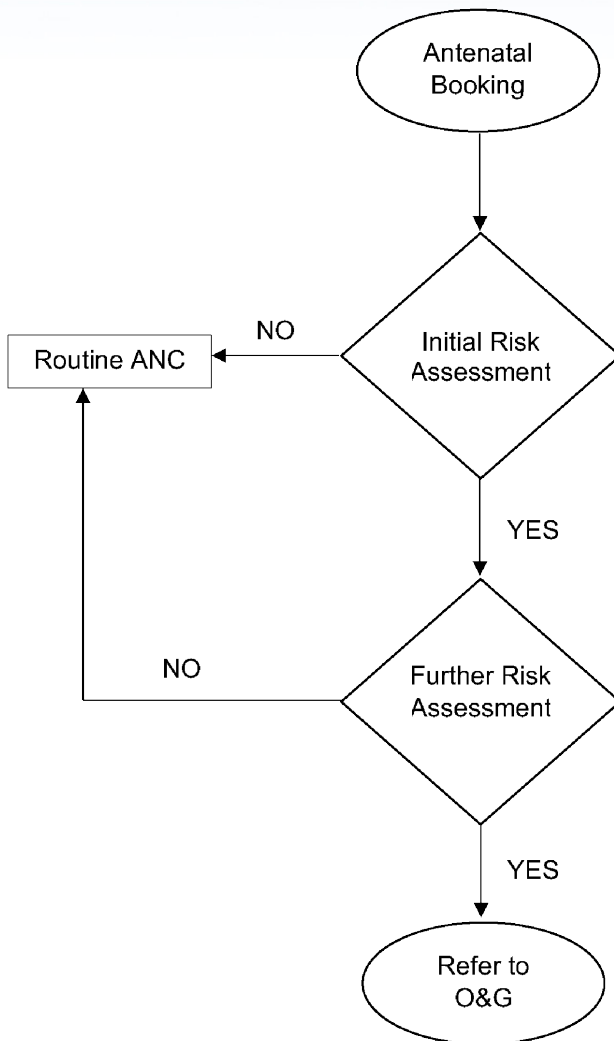 Antenatal
Booking
Initial Risk
Assessment
NO
Routine ANC
YES
Further Risk
Assessment
NO
YES
Refer to
O&G